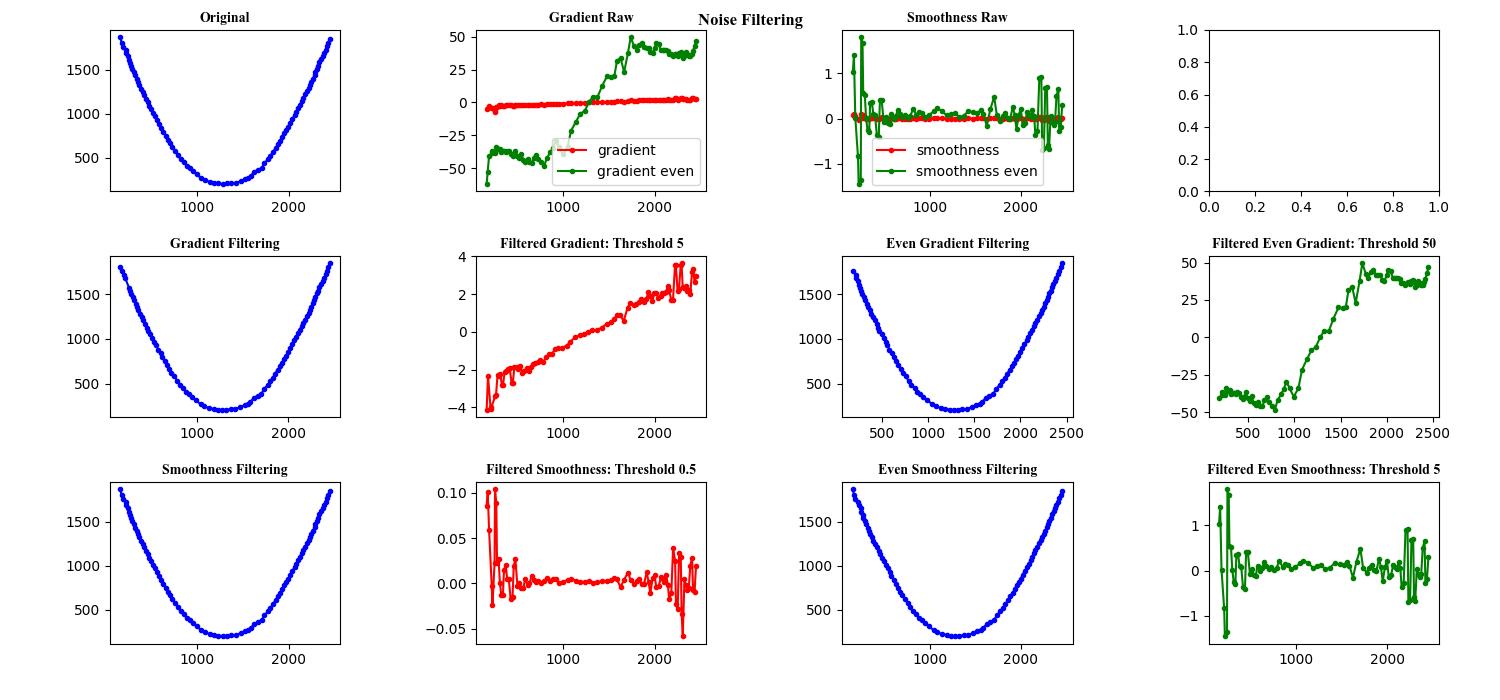 Noise Filtering
Original
1500
1000
500
1000 2000
Gradient Raw
50
25
0
−25
−50
gradient
gradient even
1000 2000
Smoothness Raw
1
0
−1
smoothness
smoothness even
1000 2000
1.0
0.8
0.6
0.4
0.2
0.0
0.0 0.2 0.4 0.6 0.8 1.0
Gradient Filtering
1500
1000
500
1000 2000
Filtered Gradient: Threshold 5
4
2
0
−2
−4
1000 2000
Even Gradient Filtering
1500
1000
500
500 1000 1500 2000 2500
Filtered Even Gradient: Threshold 50
50
25
0
−25
−50
500 1000 1500 2000 2500
Smoothness Filtering
1500
1000
500
1000 2000
Filtered Smoothness: Threshold 0.5
0.10
0.05
0.00
−0.05
1000 2000
Even Smoothness Filtering
1500
1000
500
1000 2000
Filtered Even Smoothness: Threshold 5
1
0
−1
1000 2000